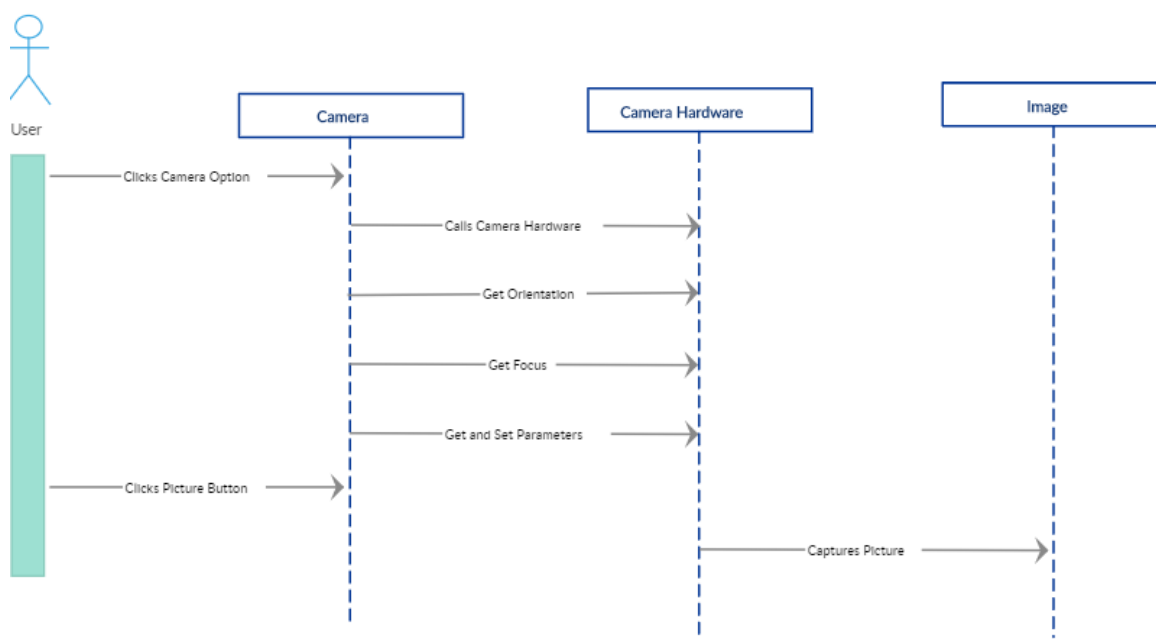 User
Camera
Camera Hardware
Image
Clicks Camera Option
Calls Camera Hardware
Get Orientation
Get Focus
Get and Set Parameters
Clicks Picture Button
Captures Picture